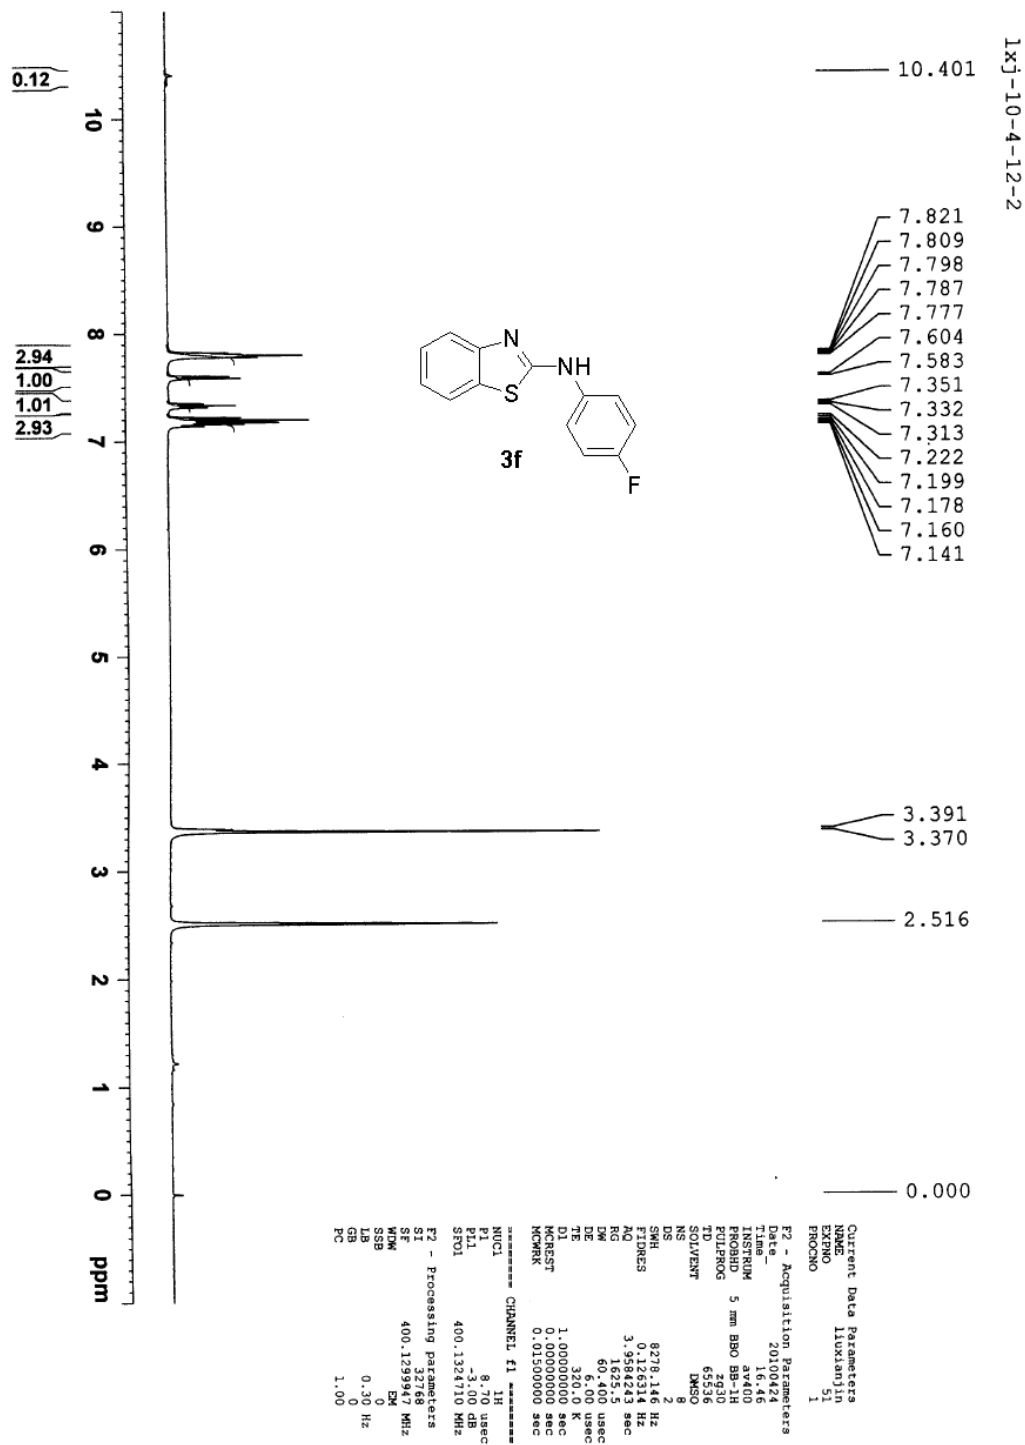 lxj-10-4-12-2
10.401
7.821
7.809
7.798
7.787
7.777
7.604
7.583
7.351
7.332
7.313
7.222
7.199
7.178
7.160
7.141
3.391
3.370
2.516
0.000
0.12
2.94
1.00
1.01
2.93
10
9
8
7
6
5
4
3
2
1
0
ppm
N
NH
S
F
3f
Current Data Parameters
NAME liuxianjin
EXPNO 51
PROCNO 1
F2 - Acquisition Parameters
Date_ 20100424
Time 16.46
INSTRUM av400
PROBHD 5 mm BBO BB-1H
PULPROG zg30
TD 65536
SOLVENT DMSO
NS 8
DS 2
SWH 8278.146 Hz
FIDRES 0.126314 Hz
AQ 3.9584243 sec
RG 1625.5
DW 60.400 usec
DE 6.00 usec
TE 320.0 K
D1 1.00000000 sec
MCREST 0.00000000 sec
MCWRK 0.01500000 sec
======== CHANNEL f1 ========
NUC1 1H
P1 8.70 usec
PL1 -3.00 dB
SFO1 400.1324710 MHz
F2 - Processing parameters
SI 32768
SF 400.1299947 MHz
WDW EM
SSB 0
LB 0.30 Hz
GB 0
PC 1.00